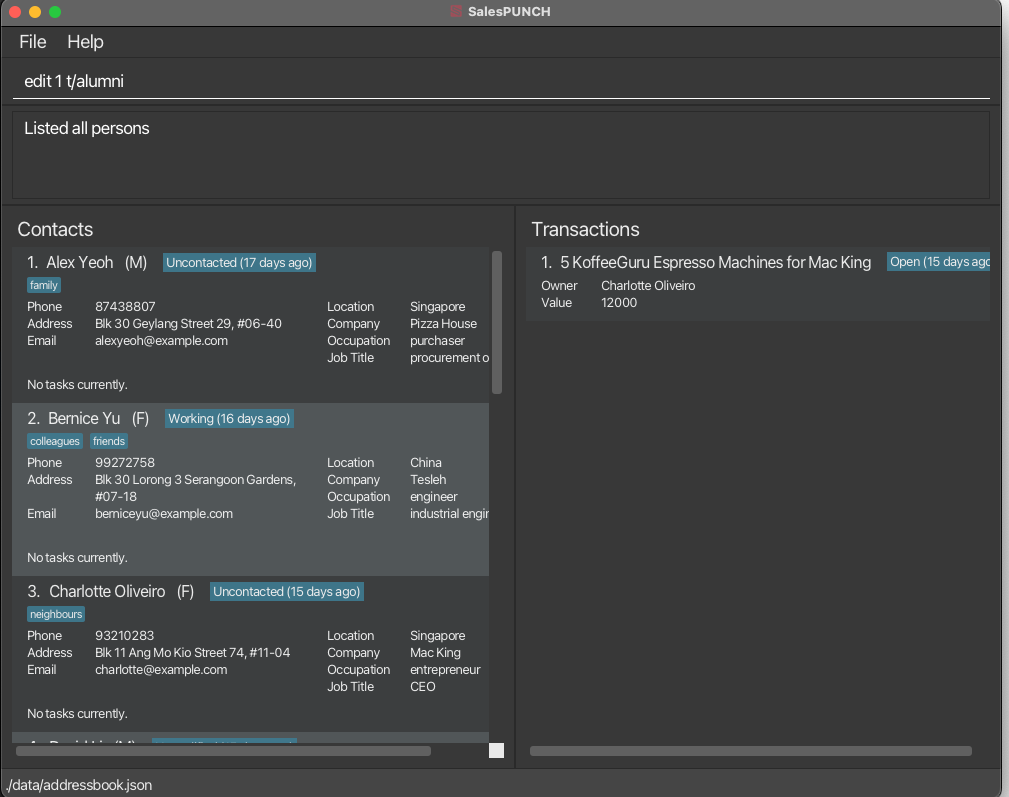 SalesPUNCH
File Help
edit 1 t/alumni
Listed all persons
Contacts
1. Alex Yeoh (M) Uncontacted (17 days ago)
family
Phone 87438807 Location Singapore
Address Blk 30 Geylang Street 29, #06-40 Company Pizza House
Email alexyeoh@example.com Occupation purchaser
Job Title procurement o
No tasks currently.
2. Bernice Yu (F) Working (16 days ago)
colleagues friends
Phone 99272758 Location China
Address Blk 30 Lorong 3 Serangoon Gardens, Company Tesleh
#07-18 Occupation engineer
Email berniceyu@example.com Job Title industrial engin
No tasks currently.
3. Charlotte Oliveiro (F) Uncontacted (15 days ago)
neighbours
Phone 93210283 Location Singapore
Address Blk 11 Ang Mo Kio Street 74, #11-04 Company Mac King
Email charlotte@example.com Occupation entrepreneur
Job Title CEO
No tasks currently.
Transactions
1. 5 KoffeeGuru Espresso Machines for Mac King Open (15 days ago
Owner Charlotte Oliveiro
Value 12000
./data/addressbook.json